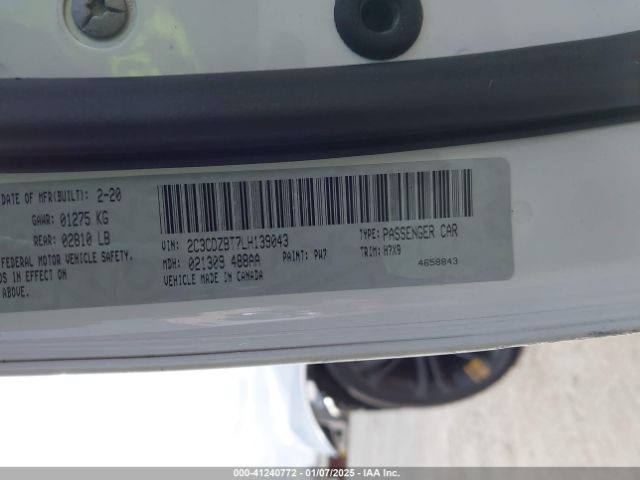 DATE OF MFR(BUILT): 2-20
GAWR: 01275 KG
REAR: 02810 LB
FEDERAL MOTOR VEHICLE SAFETY.
S IN EFFECT ON
ABOVE.
VIN: 2C3CDZBT7LH139043
TYPE: PASSENGER CAR
MDH: 021309 488AA
PAINT: PW7
TRIM: H7X9
VEHICLE MADE IN CANADA
4658843
000-41240772 - 01/07/2025 - IAA Inc.